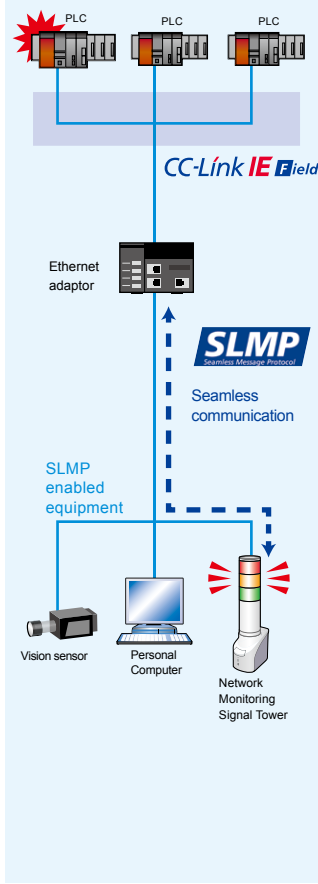 PLC
PLC
PLC
CC-Link IE Field
Ethernet
adaptor
SLMP
Seamless Message Protocol
Seamless
communication
SLMP
enabled
equipment
Vision sensor
Personal
Computer
Network
Monitoring
Signal Tower